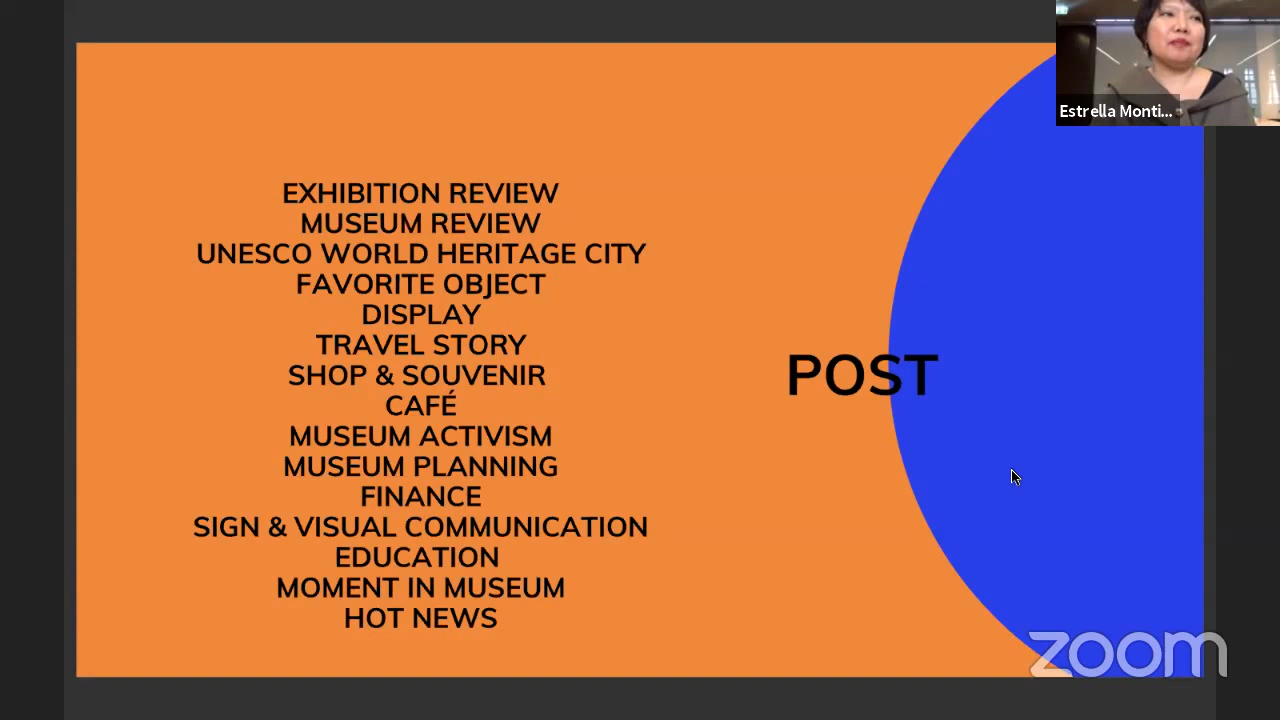 Estrella Monti...
EXHIBITION REVIEW
MUSEUM REVIEW
UNESCO WORLD HERITAGE CITY
FAVORITE OBJECT
DISPLAY
TRAVEL STORY
SHOP & SOUVENIR
CAFÉ
MUSEUM ACTIVISM
MUSEUM PLANNING
FINANCE
SIGN & VISUAL COMMUNICATION
EDUCATION
MOMENT IN MUSEUM
HOT NEWS
POST
zoom